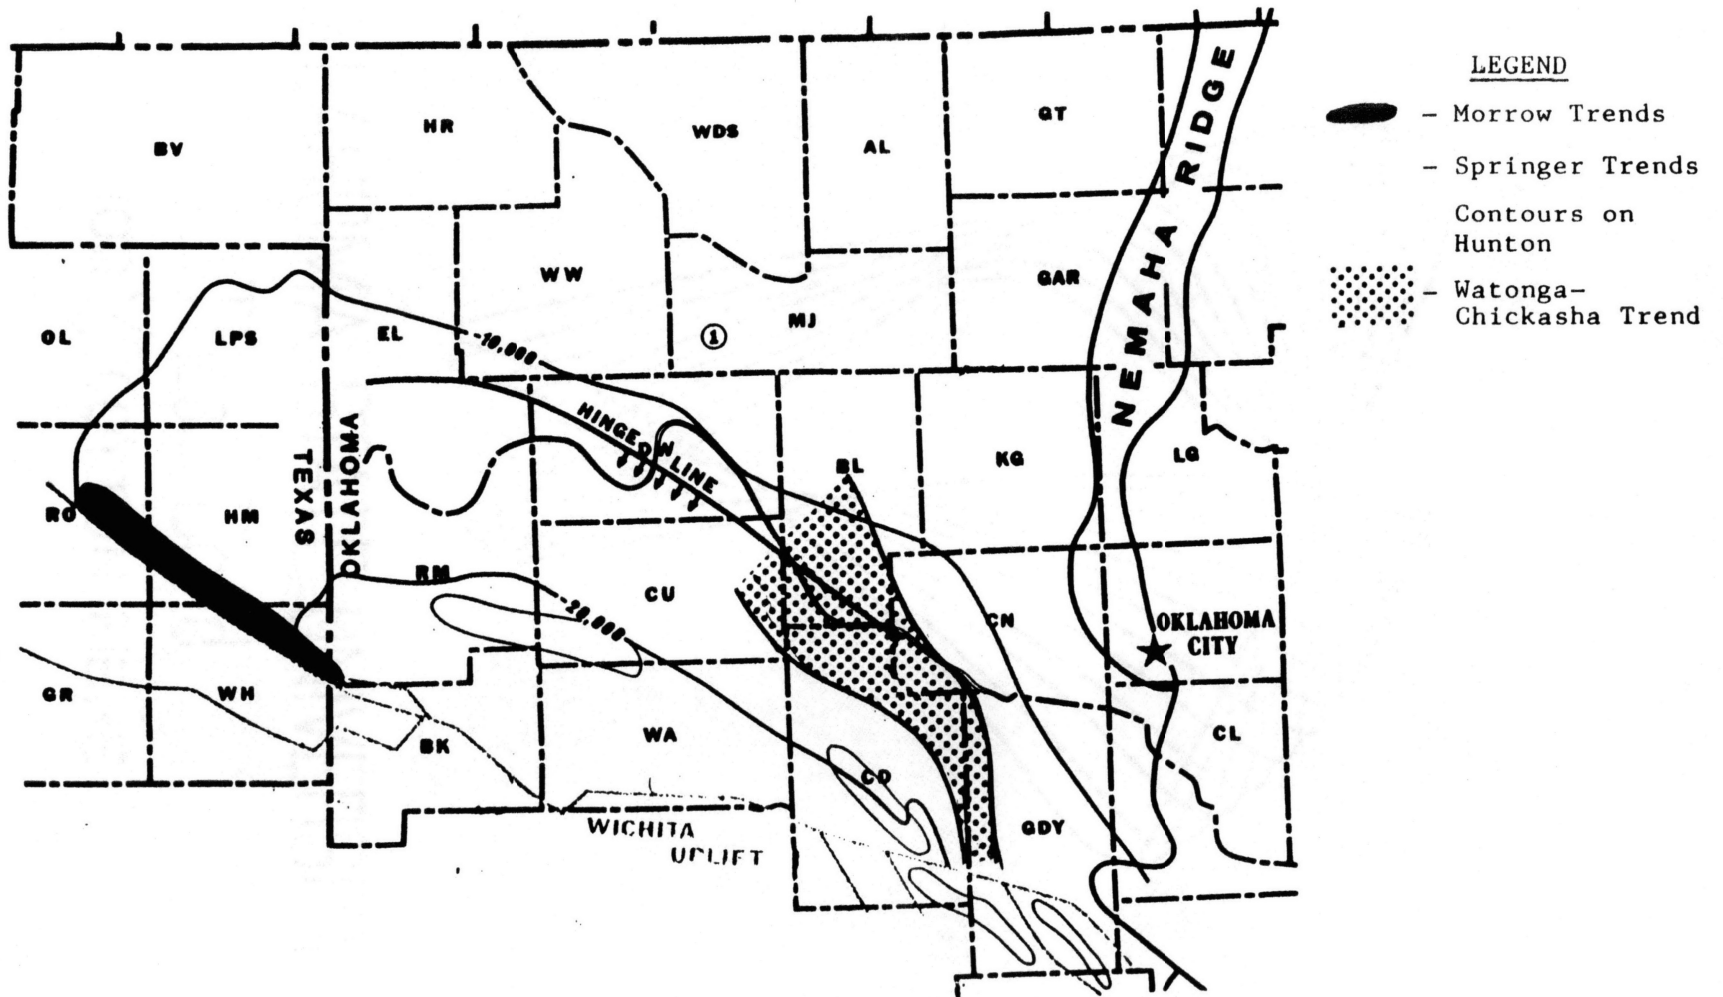 LEGEND
– Morrow Trends
– Springer Trends
Contours on
Hunton
– Watonga–
Chickasha Trend
NEMAHA RIDGE
BV
HR
WDS
AL
GT
WW
GAR
OL
LPS
EL
-10,000
①
MJ
TEXAS
OKLAHOMA
HINGE
LINE
BL
KG
LG
RO
HM
RM
CU
-20,000
CN
OKLAHOMA
CITY
GR
WH
BK
WA
CD
CL
WICHITA
UPLIFT
GDY